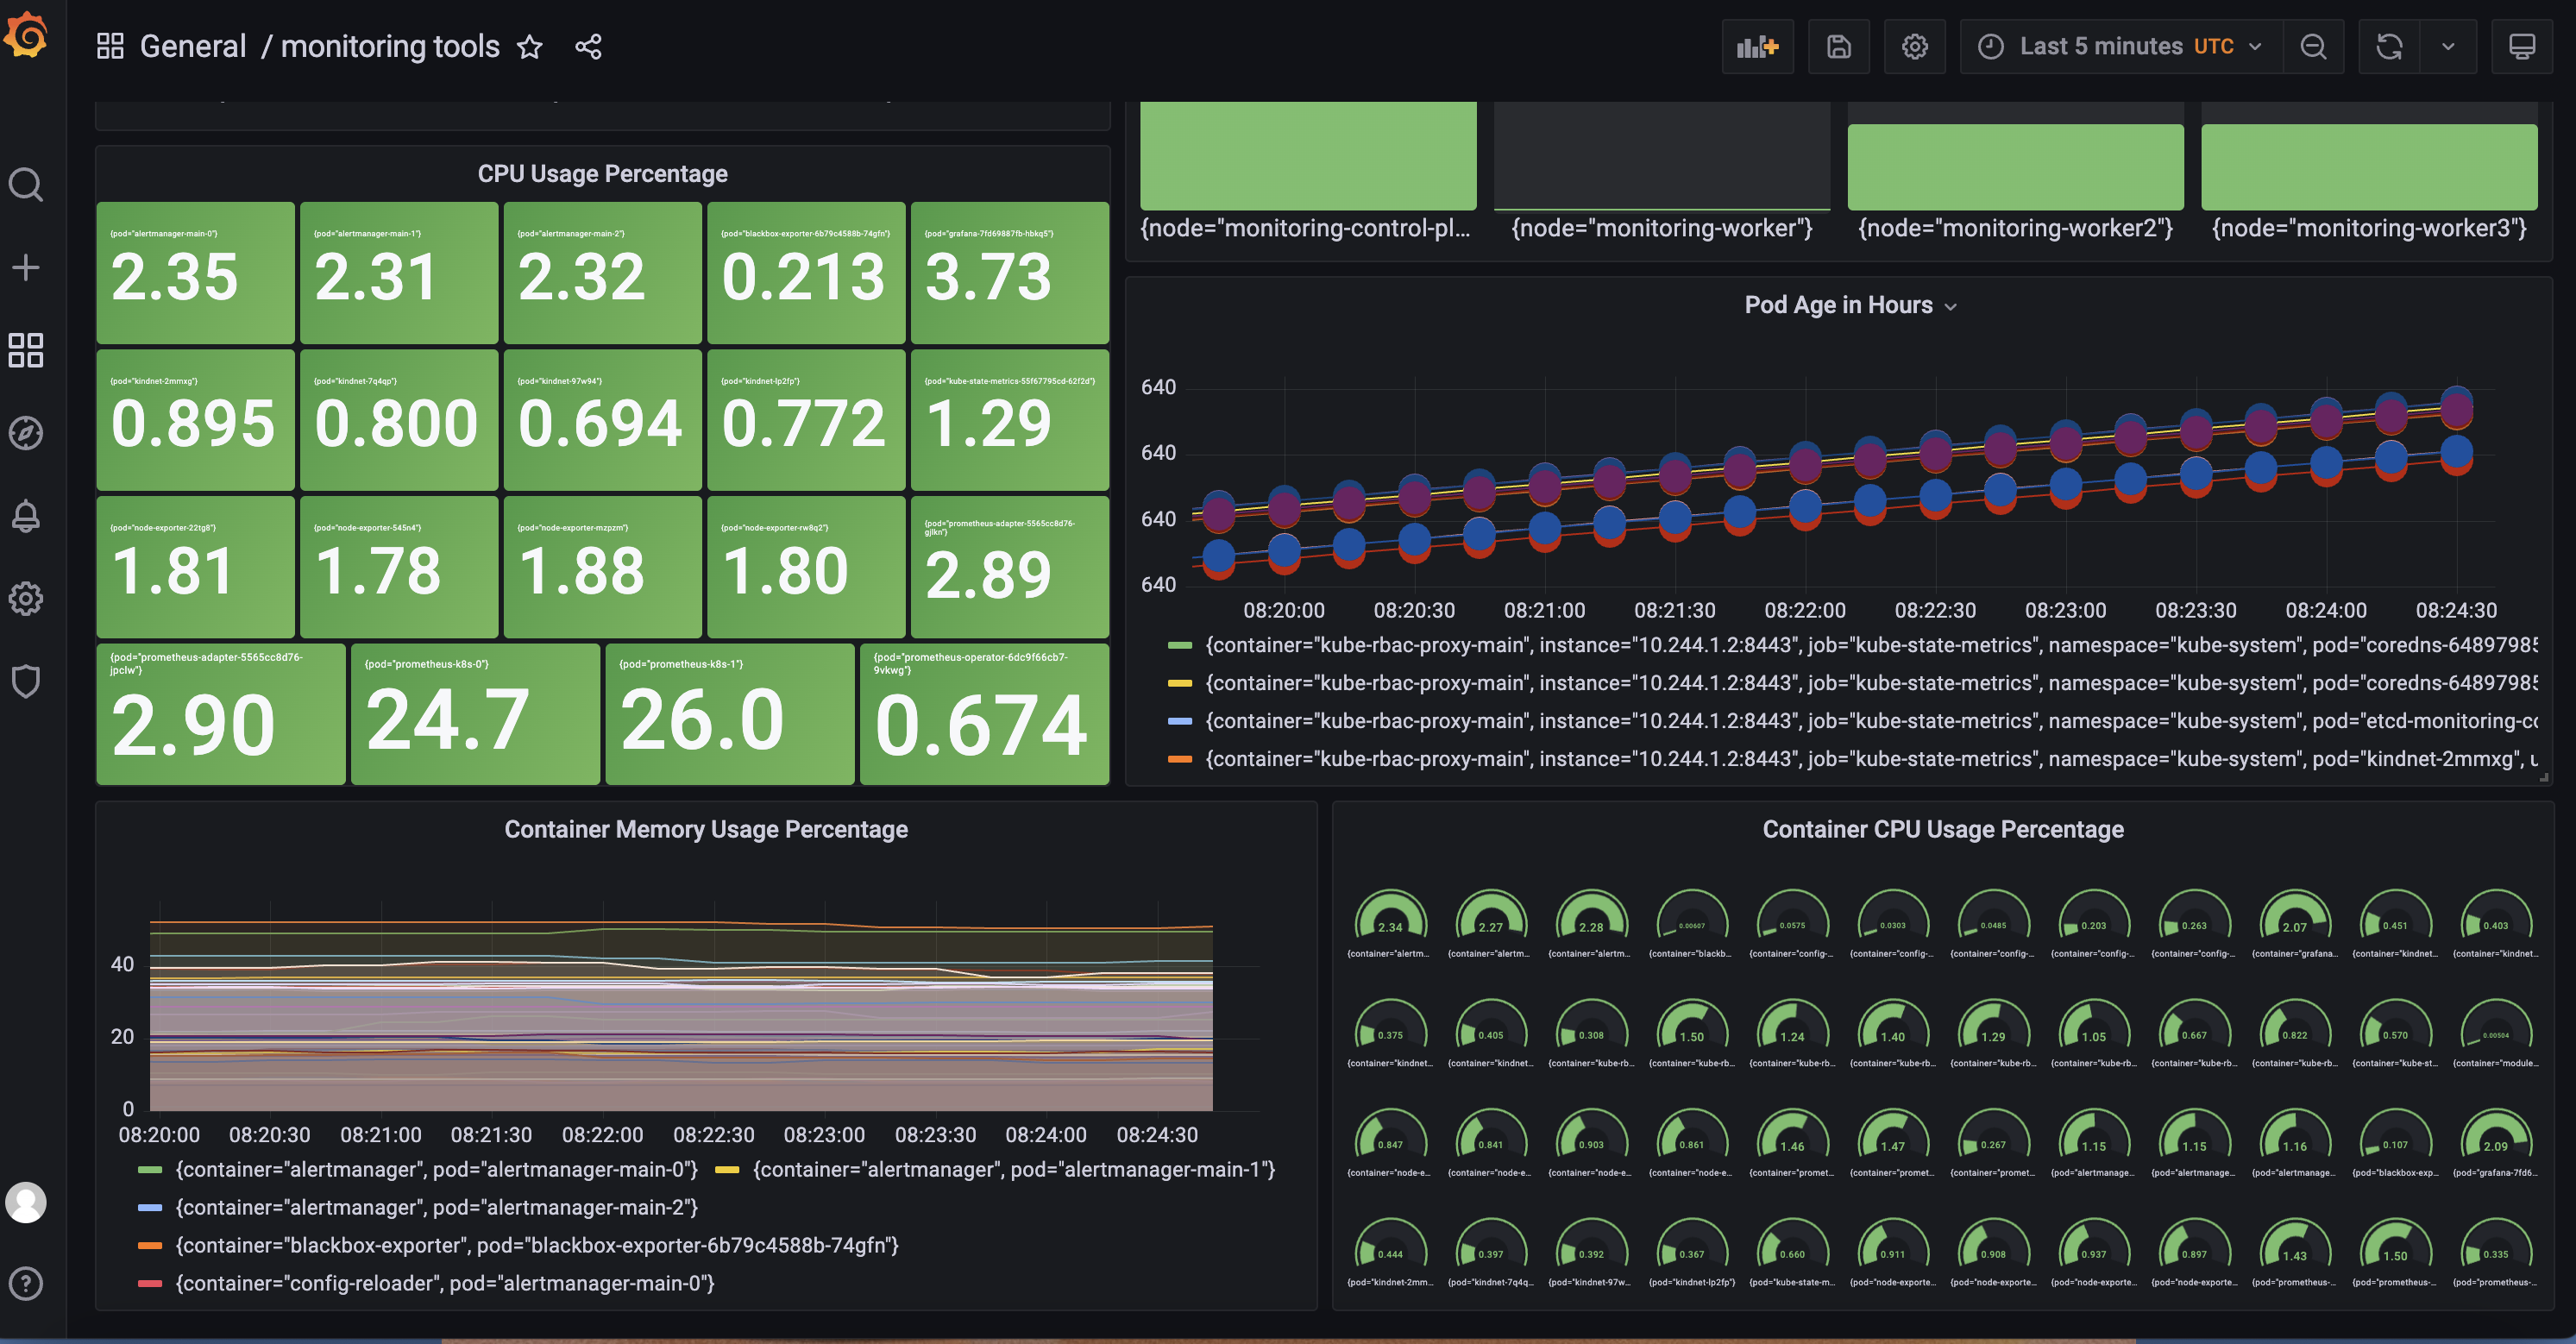 General / monitoring tools
Last 5 minutes UTC
CPU Usage Percentage
{pod="alertmanager-main-0"}
2.35
{pod="alertmanager-main-1"}
2.31
{pod="alertmanager-main-2"}
2.32
{pod="blackbox-exporter-6b79c4588b-74gfn"}
0.213
{pod="grafana-7fd69887fb-hbkq5"}
3.73
{pod="kindnet-2mmxg"}
0.895
{pod="kindnet-7q4qp"}
0.800
{pod="kindnet-97w94"}
0.694
{pod="kindnet-lp2fp"}
0.772
{pod="kube-state-metrics-55f67795cd-62f2d"}
1.29
{pod="node-exporter-22tg8"}
1.81
{pod="node-exporter-545n4"}
1.78
{pod="node-exporter-mzpzm"}
1.88
{pod="node-exporter-rw8q2"}
1.80
{pod="prometheus-adapter-5565cc8d76-
gjlkn"}
2.89
{pod="prometheus-adapter-5565cc8d76-
jpclw"}
2.90
{pod="prometheus-k8s-0"}
24.7
{pod="prometheus-k8s-1"}
26.0
{pod="prometheus-operator-6dc9f66cb7-
9vkwg"}
0.674
{node="monitoring-control-pl...
{node="monitoring-worker"}
{node="monitoring-worker2"}
{node="monitoring-worker3"}
Pod Age in Hours
640
640
640
640
08:20:00 08:20:30 08:21:00 08:21:30 08:22:00 08:22:30 08:23:00 08:23:30 08:24:00 08:24:30
{container="kube-rbac-proxy-main", instance="10.244.1.2:8443", job="kube-state-metrics", namespace="kube-system", pod="coredns-64897985
{container="kube-rbac-proxy-main", instance="10.244.1.2:8443", job="kube-state-metrics", namespace="kube-system", pod="coredns-64897985
{container="kube-rbac-proxy-main", instance="10.244.1.2:8443", job="kube-state-metrics", namespace="kube-system", pod="etcd-monitoring-co
{container="kube-rbac-proxy-main", instance="10.244.1.2:8443", job="kube-state-metrics", namespace="kube-system", pod="kindnet-2mmxg", u
Container Memory Usage Percentage
40
20
0
08:20:00 08:20:30 08:21:00 08:21:30 08:22:00 08:22:30 08:23:00 08:23:30 08:24:00 08:24:30
{container="alertmanager", pod="alertmanager-main-0"} {container="alertmanager", pod="alertmanager-main-1"}
{container="alertmanager", pod="alertmanager-main-2"}
{container="blackbox-exporter", pod="blackbox-exporter-6b79c4588b-74gfn"}
{container="config-reloader", pod="alertmanager-main-0"}
Container CPU Usage Percentage
2.34 2.27 2.28 0.00607 0.0575 0.0303 0.0485 0.203 0.263 2.07 0.451 0.403
{container="alertm... {container="alertm... {container="alertm... {container="blackb... {container="config-... {container="config-... {container="config-... {container="config-... {container="config-... {container="grafana... {container="kindnet... {container="kindnet...
0.375 0.405 0.308 1.50 1.24 1.40 1.29 1.05 0.667 0.822 0.570 0.00504
{container="kindnet... {container="kindnet... {container="kube-rb... {container="kube-rb... {container="kube-rb... {container="kube-rb... {container="kube-rb... {container="kube-rb... {container="kube-rb... {container="kube-rb... {container="kube-st... {container="module...
0.847 0.841 0.903 0.861 1.46 1.47 0.267 1.15 1.15 1.16 0.107 2.09
{container="node-e... {container="node-e... {container="node-e... {container="node-e... {container="promet... {container="promet... {container="promet... {pod="alertmanage... {pod="alertmanage... {pod="alertmanage... {pod="blackbox-exp... {pod="grafana-7fd6...
0.444 0.397 0.392 0.367 0.660 0.911 0.908 0.937 0.897 1.43 1.50 0.335
{pod="kindnet-2mm... {pod="kindnet-7q4q... {pod="kindnet-97w... {pod="kindnet-lp2fp"} {pod="kube-state-m... {pod="node-exporte... {pod="node-exporte... {pod="node-exporte... {pod="node-exporte... {pod="prometheus-... {pod="prometheus-... {pod="prometheus-...